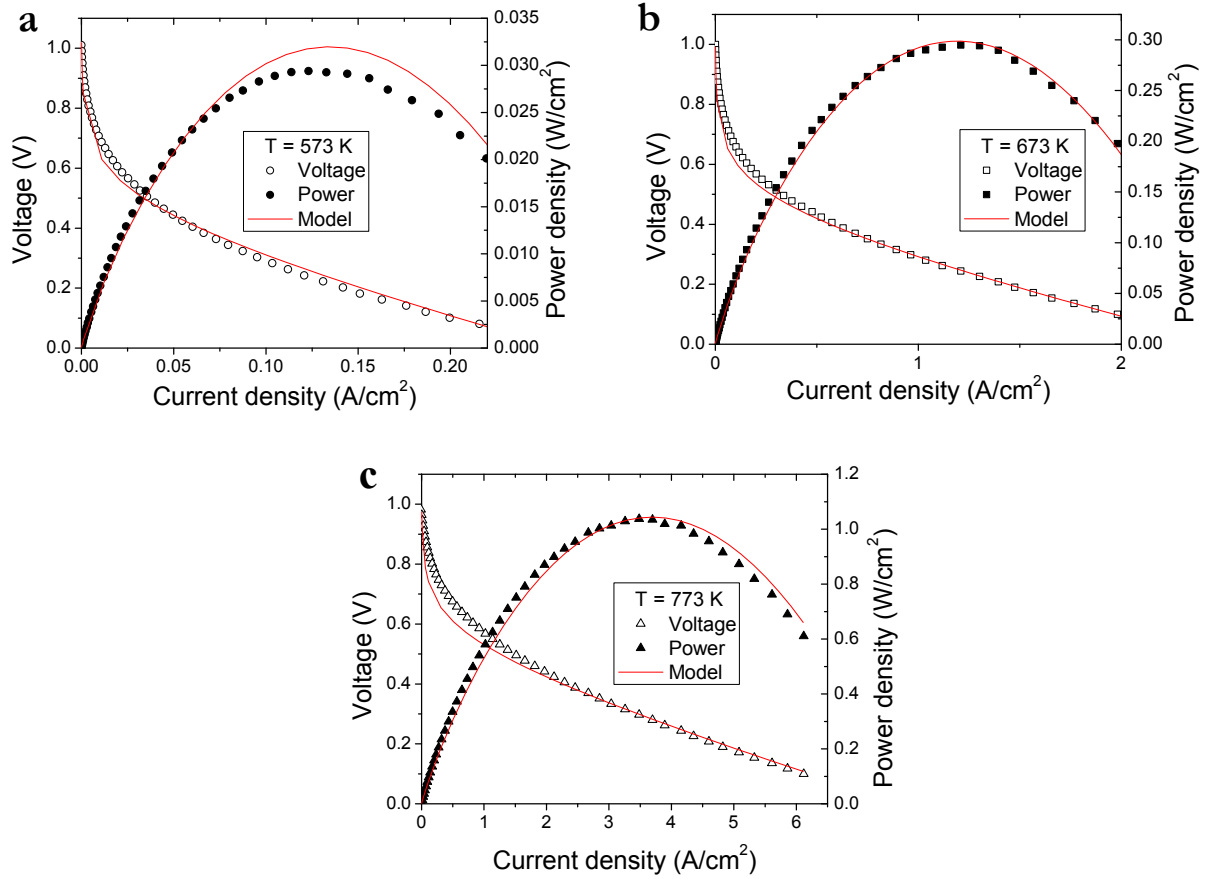 a
Voltage (V)
1.0
0.8
0.6
0.4
0.2
0.0
0.00
0.05
0.10
0.15
0.20
Current density (A/cm²)
0.035
0.030
0.025
0.020
0.015
0.010
0.005
0.000
Power density (W/cm²)
T = 573 K
Voltage
Power
Model
b
Voltage (V)
1.0
0.8
0.6
0.4
0.2
0.0
0
1
2
Current density (A/cm²)
0.30
0.25
0.20
0.15
0.10
0.05
0.00
Power density (W/cm²)
T = 673 K
Voltage
Power
Model
c
Voltage (V)
1.0
0.8
0.6
0.4
0.2
0.0
0
1
2
3
4
5
6
Current density (A/cm²)
1.2
1.0
0.8
0.6
0.4
0.2
0.0
Power density (W/cm²)
T = 773 K
Voltage
Power
Model